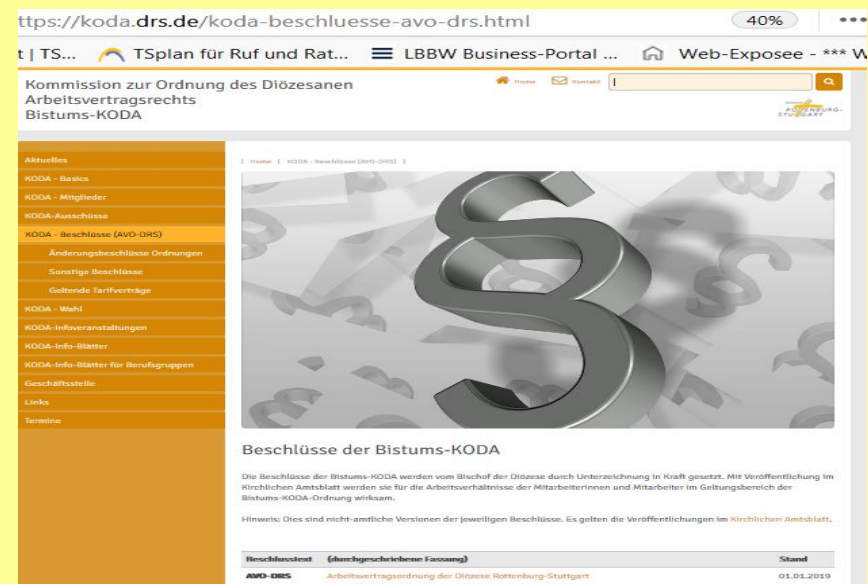 ttps://koda.drs.de/koda-beschluesse-avo-drs.html
40%
t | TS...
TSplan für Ruf und Rat...
LBBW Business-Portal ...
Web-Exposee - *** W
Kommission zur Ordnung des Diözesanen
Arbeitsvertragsrechts
Bistums-KODA
Home
Kontakt
ROTTENBURG-
STUTTGART
Aktuelles
KODA - Basics
KODA - Mitglieder
KODA-Ausschüsse
KODA - Beschlüsse (AVO-DRS)
Änderungsbeschlüsse Ordnungen
Sonstige Beschlüsse
Geltende Tarifverträge
KODA - Wahl
KODA-Infoveranstaltungen
KODA-Info-Blätter
KODA-Info-Blätter für Berufsgruppen
Geschäftsstelle
Links
Termine
| Home | KODA - Beschlüsse (AVO-DRS) |
Beschlüsse der Bistums-KODA
Die Beschlüsse der Bistums-KODA werden vom Bischof der Diözese durch Unterzeichnung in Kraft gesetzt. Mit Veröffentlichung im
Kirchlichen Amtsblatt werden sie für die Arbeitsverhältnisse der Mitarbeiterinnen und Mitarbeiter im Geltungsbereich der
Bistums-KODA-Ordnung wirksam.
Hinweis: Dies sind nicht-amtliche Versionen der jeweiligen Beschlüsse. Es gelten die Veröffentlichungen im Kirchlichen Amtsblatt.
Beschlusstext (durchgeschriebene Fassung) Stand
AVO-DRS Arbeitsvertragsordnung der Diözese Rottenburg-Stuttgart 01.01.2019